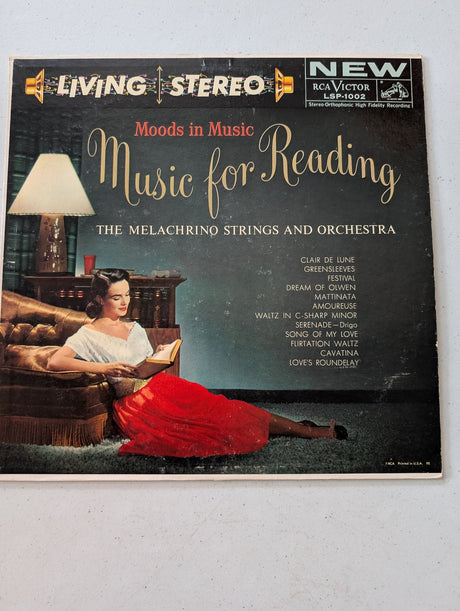 LIVING STEREO
NEW
RCA VICTOR
LSP-1002
Stereo-Orthophonic High Fidelity Recording
Moods in Music
Music for Reading
THE MELACHRINO STRINGS AND ORCHESTRA
CLAIR DE LUNE
GREENSLEEVES
FESTIVAL
DREAM OF OLWEN
MATTINATA
AMOUREUSE
WALTZ IN C-SHARP MINOR
SERENADE—Drigo
SONG OF MY LOVE
FLIRTATION WALTZ
CAVATINA
LOVE'S ROUNDELAY
Printed in U.S.A.